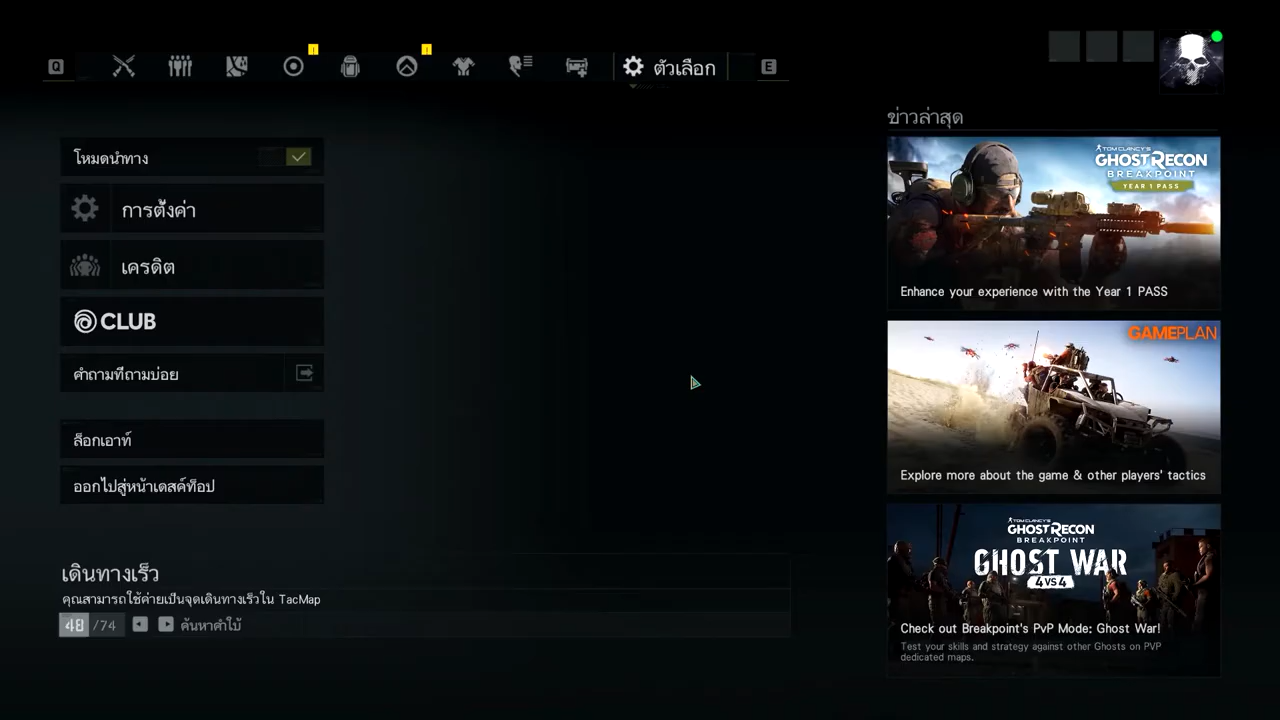 Q
ตัวเลือก
E
โหมดนำทาง
การตั้งค่า
เครดิต
CLUB
คำถามที่ถามบ่อย
ล็อกเอาท์
ออกไปสู่หน้าเดสค์ท็อป
เดินทางเร็ว
คุณสามารถใช้ค่ายเป็นจุดเดินทางเร็วใน TacMap
48 /74 ค้นหาคำใบ้
ข่าวล่าสุด
TOM CLANCY'S
GHOST RECON
BREAKPOINT
YEAR 1 PASS
Enhance your experience with the Year 1 PASS
GAMEPLAN
Explore more about the game & other players' tactics
TOM CLANCY'S
GHOST RECON
BREAKPOINT
GHOST WAR
4 VS 4
Check out Breakpoint's PvP Mode: Ghost War!
Test your skills and strategy against other Ghosts on PVP
dedicated maps.